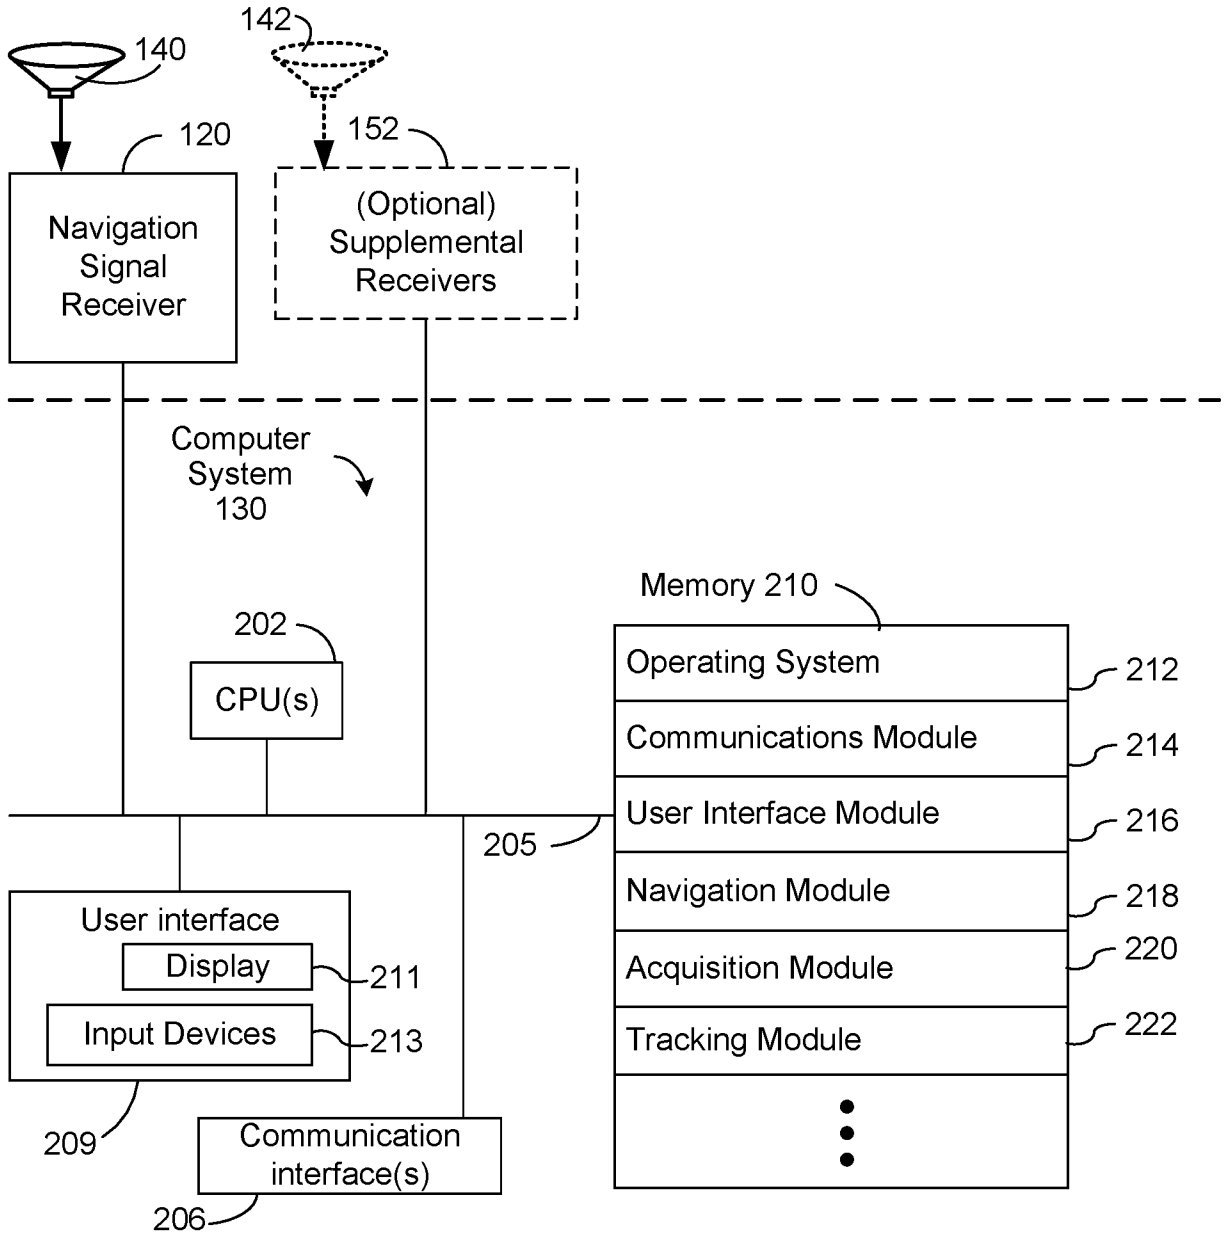 142
140
120
152
Navigation
Signal
Receiver
(Optional)
Supplemental
Receivers
Computer
System
130
Memory 210
202
CPU(s)
Operating System
212
Communications Module
214
User Interface Module
216
205
Navigation Module
218
Acquisition Module
220
Tracking Module
222
User interface
Display
211
Input Devices
213
209
Communication
interface(s)
206